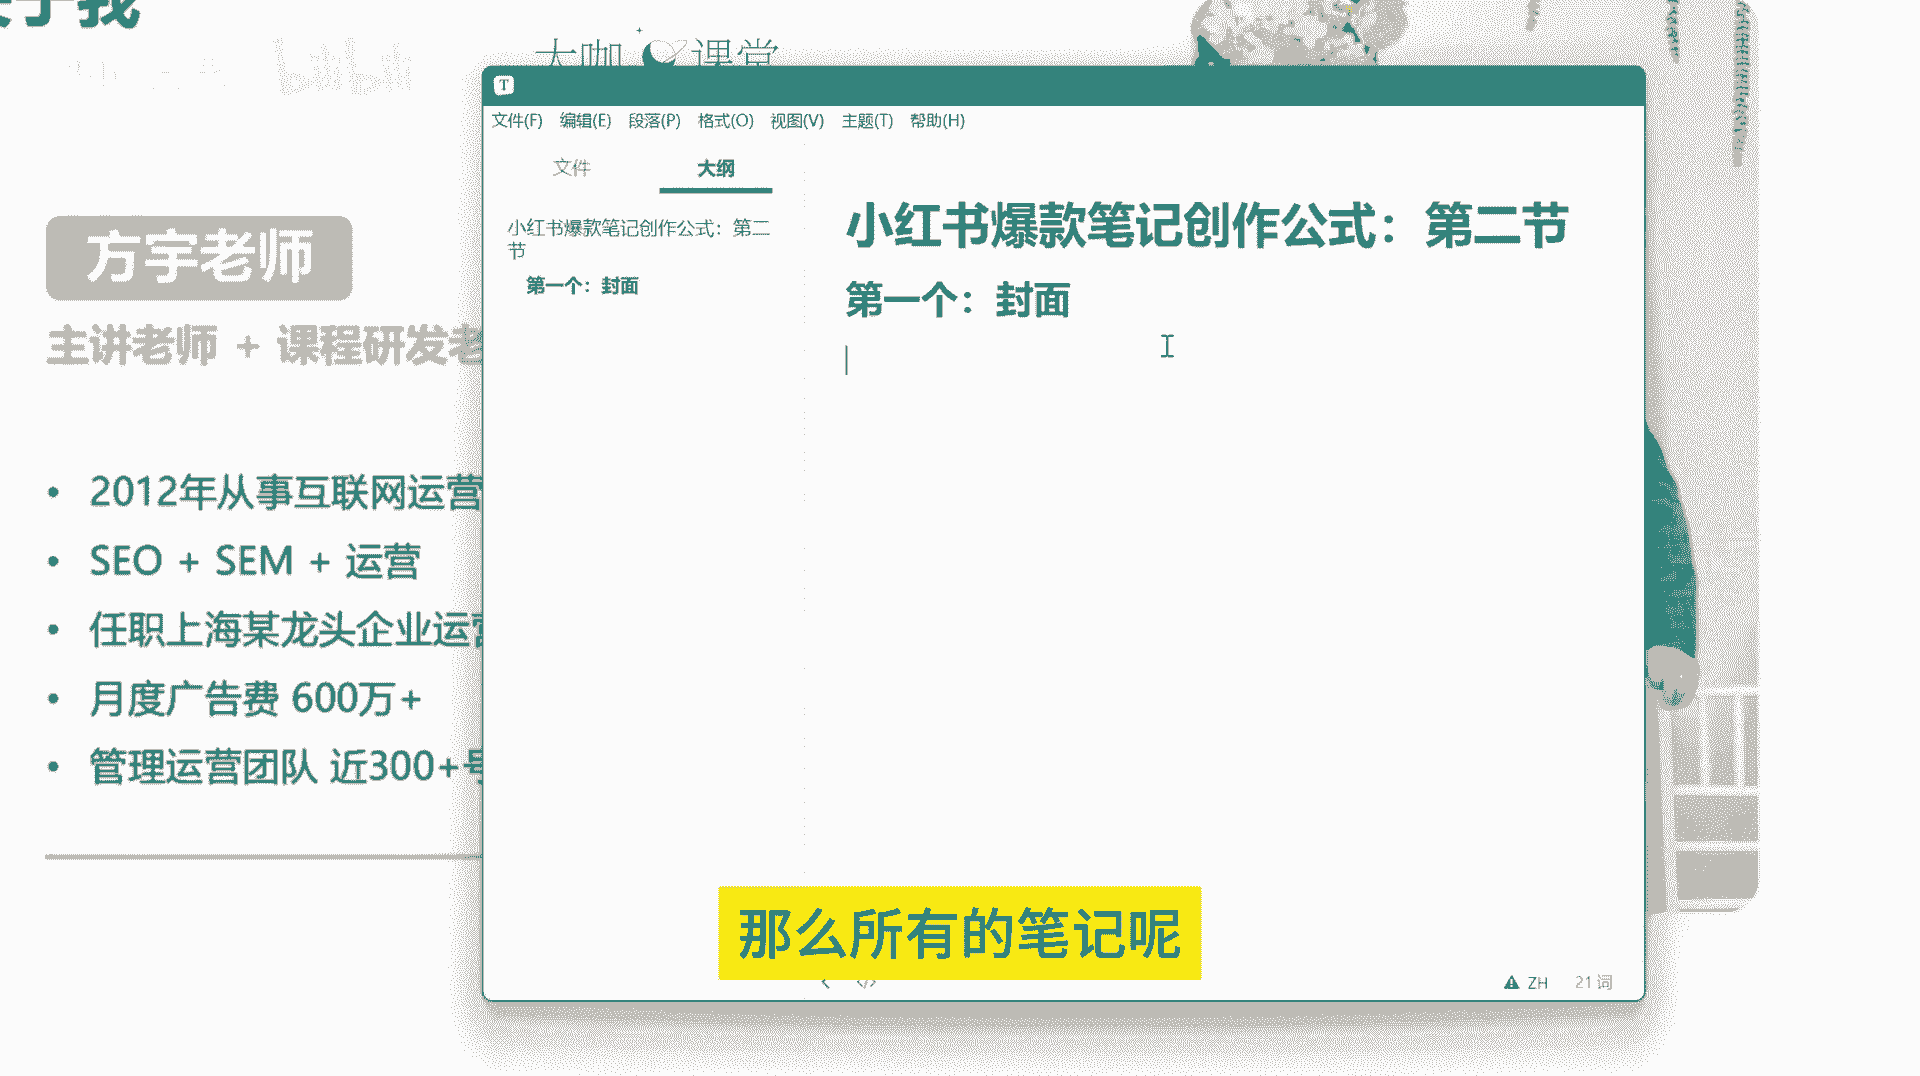 大咖课堂
bilibili
T
文件(F) 编辑(E) 段落(P) 格式(O) 视图(V) 主题(T) 帮助(H)
文件 大纲
小红书爆款笔记创作公式：第二
节
第一个：封面
小红书爆款笔记创作公式：第二节
第一个：封面
方宇老师
主讲老师 + 课程研发老
• 2012年从事互联网运营
• SEO + SEM + 运营
• 任职上海某龙头企业运营
• 月度广告费 600万+
• 管理运营团队 近300+号
那么所有的笔记呢
ZH 21 词